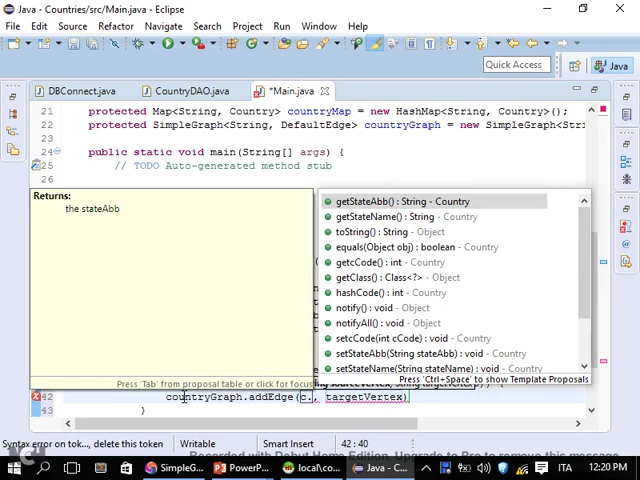 Java - Countries/src/Main.java - Eclipse
File Edit Source Refactor Navigate Search Project Run Window Help
Quick Access
Java
DBConnect.java CountryDAO.java *Main.java
21 protected Map<String, Country> countryMap = new HashMap<String, Country>();
22 protected SimpleGraph<String, DefaultEdge> countryGraph = new SimpleGraph<Stri
23
24 public static void main(String[] args) {
25 // TODO Auto-generated method stub
26
Returns:
the stateAbb
getStateAbb() : String - Country
getStateName() : String - Country
toString() : String - Object
equals(Object obj) : boolean - Country
getcCode() : int - Country
getClass() : Class<?> - Object
hashCode() : int - Country
notify() : void - Object
notifyAll() : void - Object
setcCode(int cCode) : void - Country
setStateAbb(String stateAbb) : void - Country
setStateName(String stateName) : void - Country
Press 'Tab' from proposal table or click for focus
Press 'Ctrl+Space' to show Template Proposals
42 countryGraph.addEdge(c., targetVertex)
43 }
Syntax error on tok..., delete this token Writable Smart Insert 42 : 40
Recorded with Debut Home Edition. Upgrade to Pro to remove this message.
SimpleG... PowerP... local\co... Java - C... ITA 12:20 PM